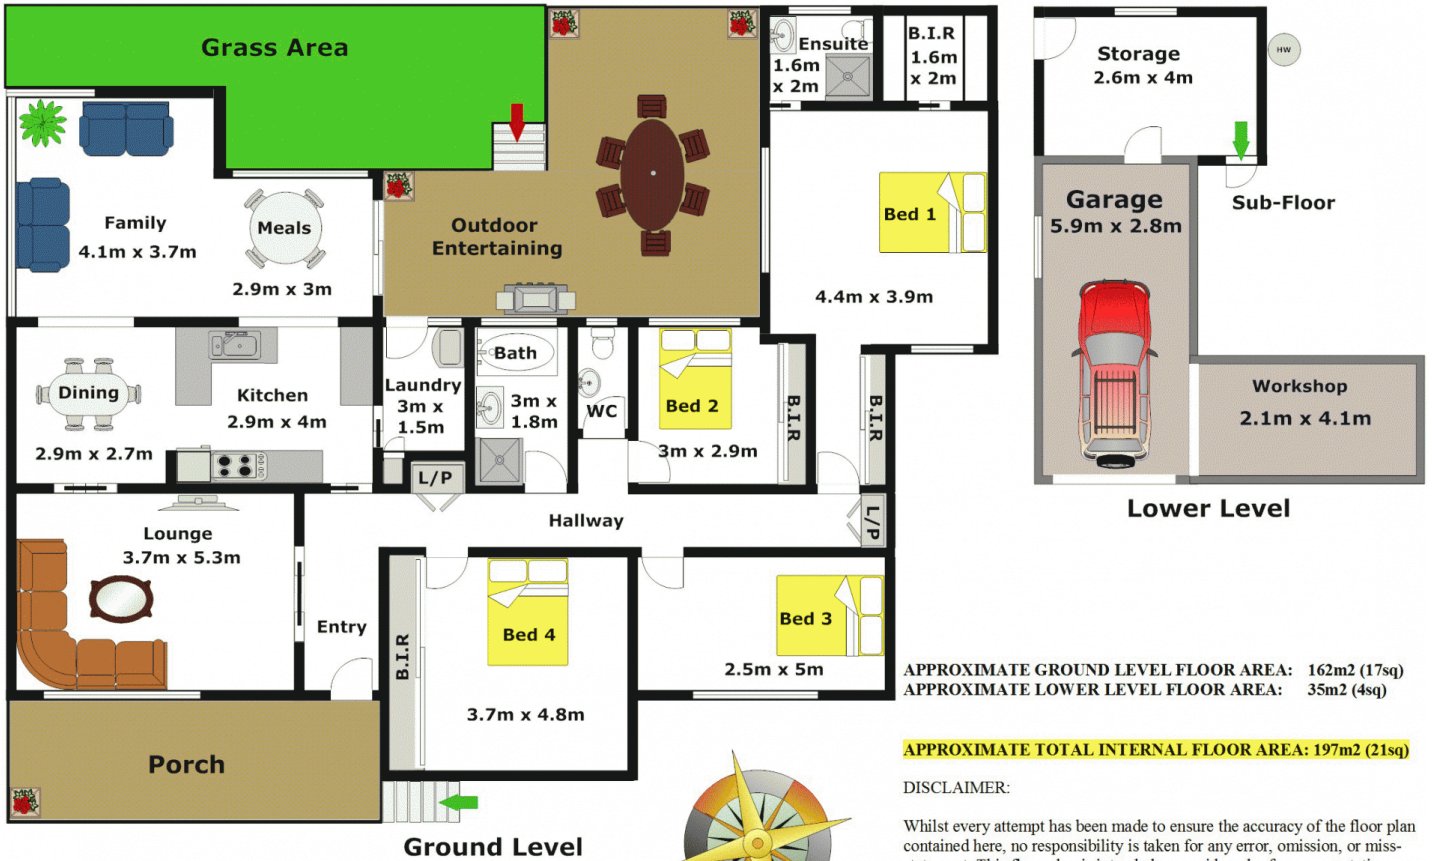 Grass Area
Ensuite
1.6m
x 2m
B.I.R
1.6m
x 2m
Storage
2.6m x 4m
HW
Family
4.1m x 3.7m
Meals
2.9m x 3m
Outdoor
Entertaining
Bed 1
4.4m x 3.9m
Garage
5.9m x 2.8m
Sub-Floor
Dining
2.9m x 2.7m
Kitchen
2.9m x 4m
Laundry
3m x
1.5m
Bath
3m x
1.8m
WC
Bed 2
3m x 2.9m
B.I.R
B.I.R
Workshop
2.1m x 4.1m
Lower Level
L/P
Hallway
L/P
Lounge
3.7m x 5.3m
Entry
B.I.R
Bed 4
3.7m x 4.8m
Bed 3
2.5m x 5m
Porch
Ground Level
APPROXIMATE GROUND LEVEL FLOOR AREA: 162m2 (17sq)
APPROXIMATE LOWER LEVEL FLOOR AREA: 35m2 (4sq)
APPROXIMATE TOTAL INTERNAL FLOOR AREA: 197m2 (21sq)
DISCLAIMER:
Whilst every attempt has been made to ensure the accuracy of the floor plan
contained here, no responsibility is taken for any error, omission, or miss-